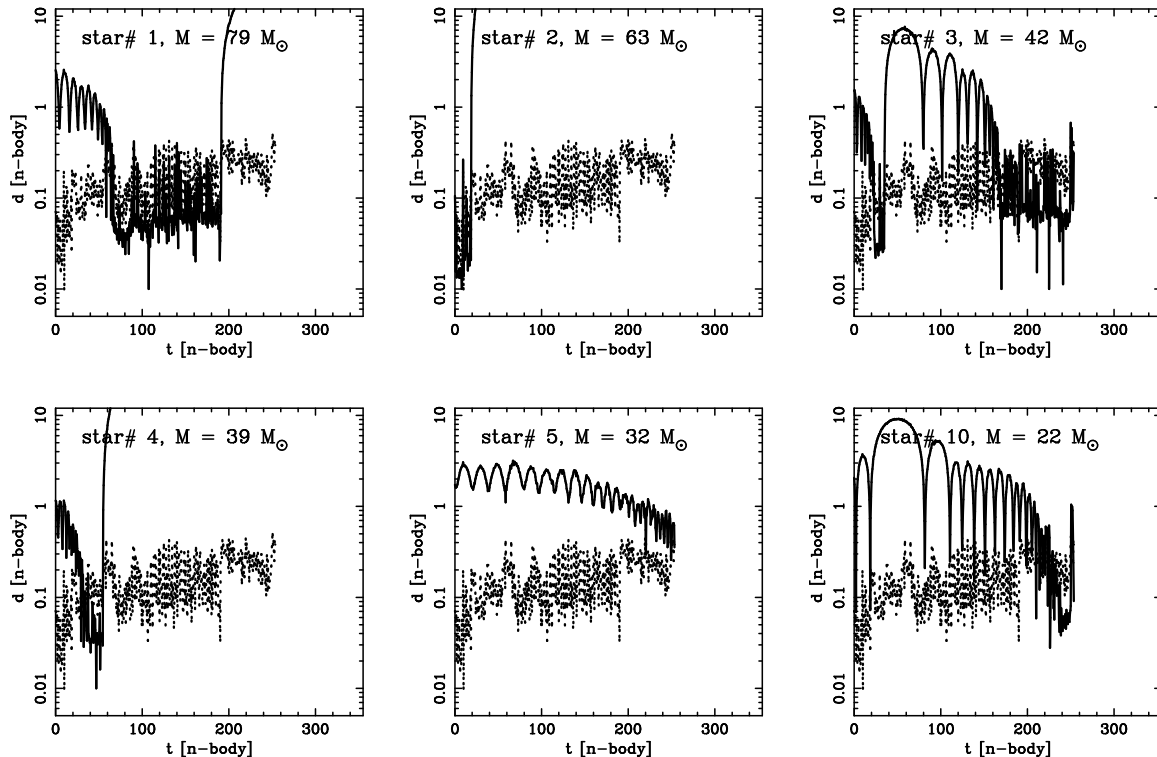 star# 1, M = 79 M⊙
d [n-body]
10
1
0.1
0.01
0 100 200 300
t [n-body]
star# 2, M = 63 M⊙
d [n-body]
10
1
0.1
0.01
0 100 200 300
t [n-body]
star# 3, M = 42 M⊙
d [n-body]
10
1
0.1
0.01
0 100 200 300
t [n-body]
star# 4, M = 39 M⊙
d [n-body]
10
1
0.1
0.01
0 100 200 300
t [n-body]
star# 5, M = 32 M⊙
d [n-body]
10
1
0.1
0.01
0 100 200 300
t [n-body]
star# 10, M = 22 M⊙
d [n-body]
10
1
0.1
0.01
0 100 200 300
t [n-body]